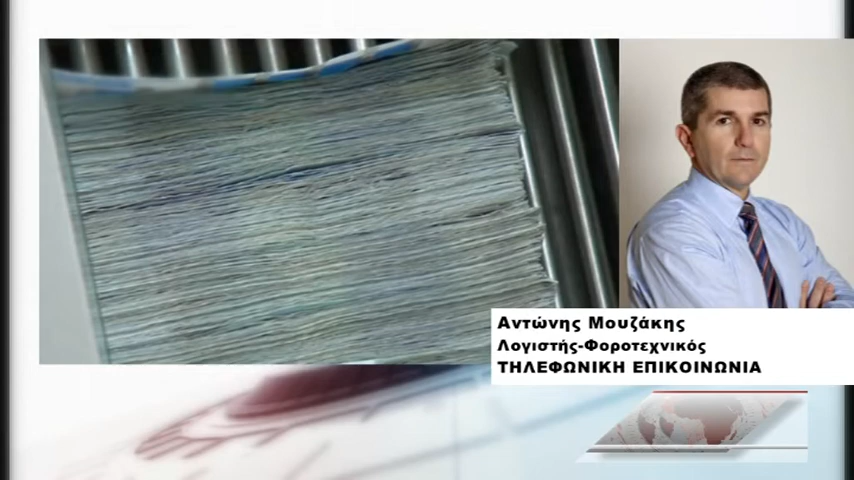 Αντώνης Μουζάκης
Λογιστής-Φοροτεχνικός
ΤΗΛΕΦΩΝΙΚΗ ΕΠΙΚΟΙΝΩΝΙΑ